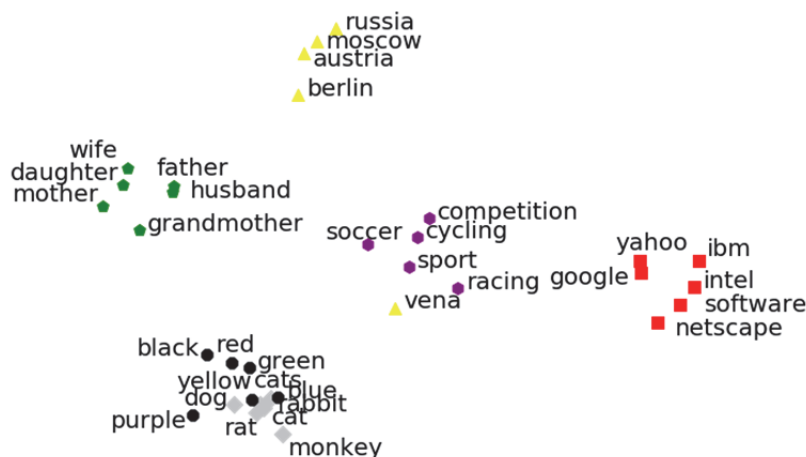 russia
moscow
austria
berlin
wife
daughter
father
mother
husband
grandmother
competition
soccer
cycling
sport
racing
vena
yahoo
ibm
google
intel
software
netscape
black
red
green
yellow
cats
blue
dog
rabbit
purple
rat
cat
monkey